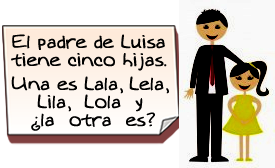 El padre de Luisa
tiene cinco hijas.
Una es Lala, Lela,
Lila, Lola y
¿la otra es?